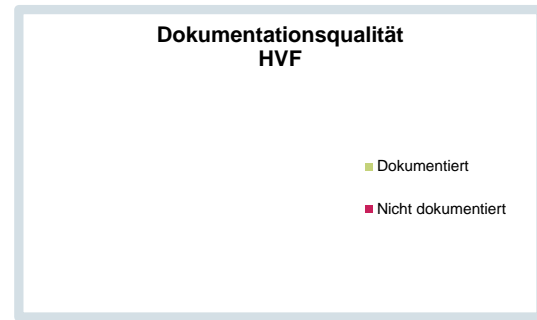 Dokumentationsqualität
HVF
Dokumentiert
Nicht dokumentiert